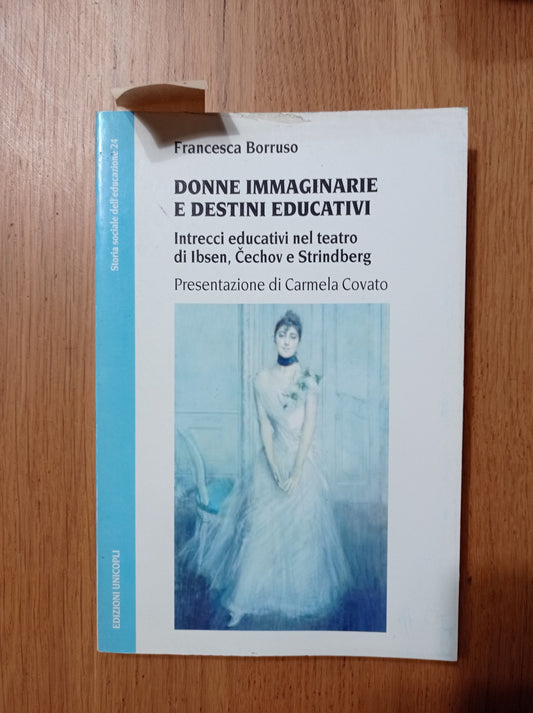 Francesca Borruso
DONNE IMMAGINARIE
E DESTINI EDUCATIVI
Intrecci educativi nel teatro
di Ibsen, Čechov e Strindberg
Presentazione di Carmela Covato
Storia sociale dell'educazione 24
EDIZIONI UNICOPLI